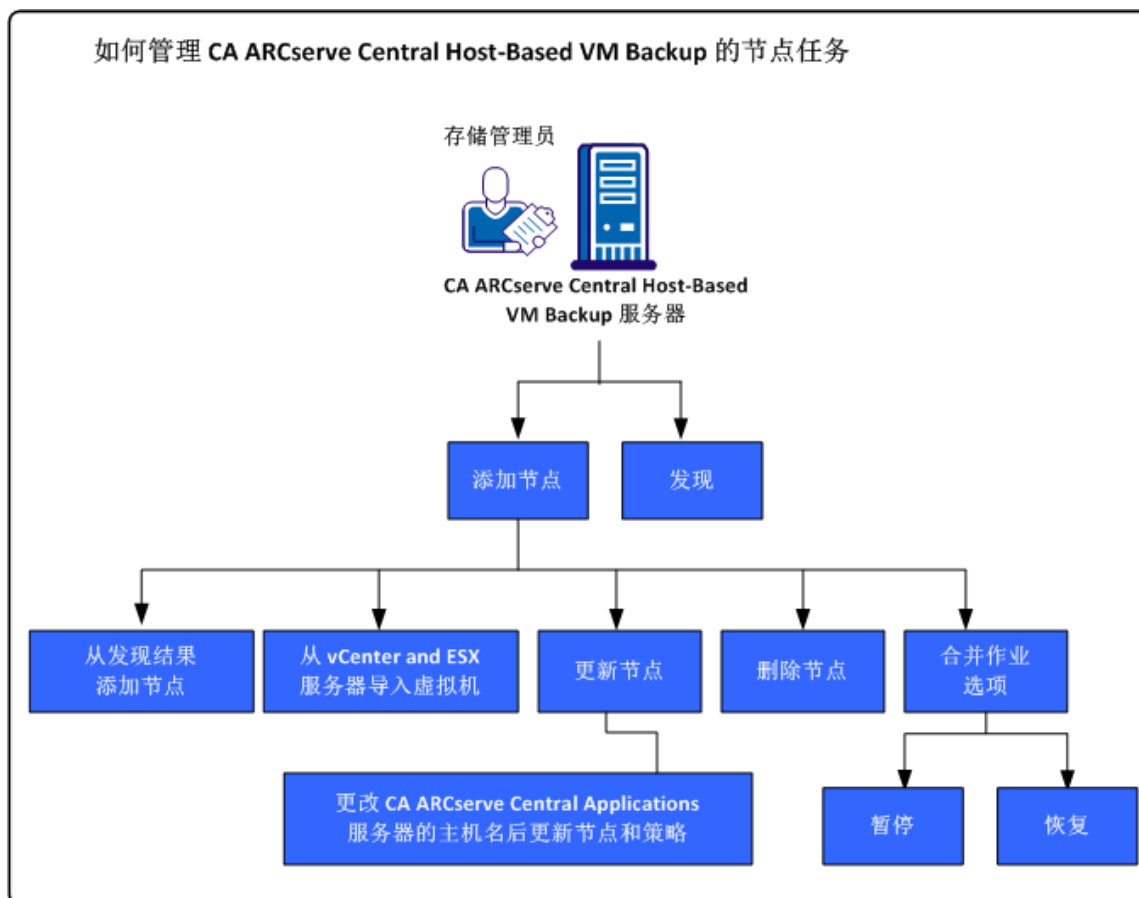 如何管理 CA ARCserve Central Host-Based VM Backup 的节点任务
存储管理员
CA ARCserve Central Host-Based
VM Backup 服务器
添加节点
发现
从发现结果
添加节点
从 vCenter and ESX
服务器导入虚拟机
更新节点
删除节点
合并作业
选项
更改 CA ARCserve Central Applications
服务器的主机名后更新节点和策略
暂停
恢复